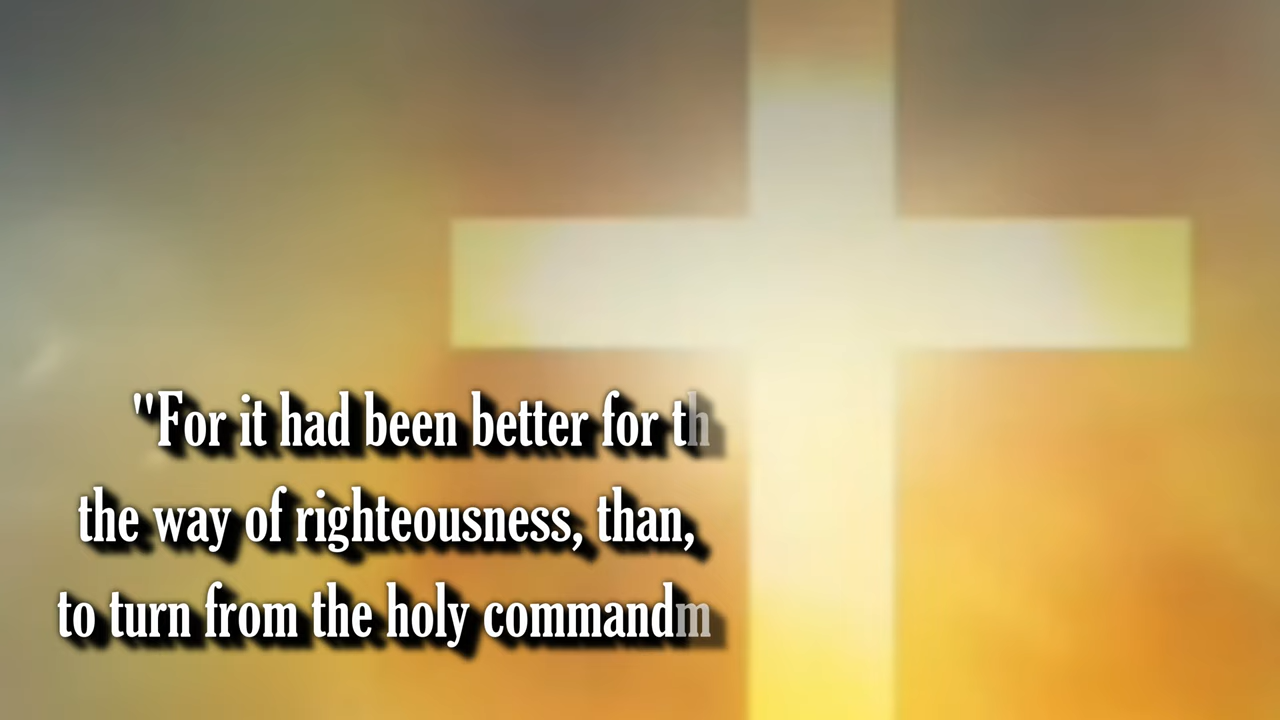 "For it had been better for th
the way of righteousness, than,
to turn from the holy commandm